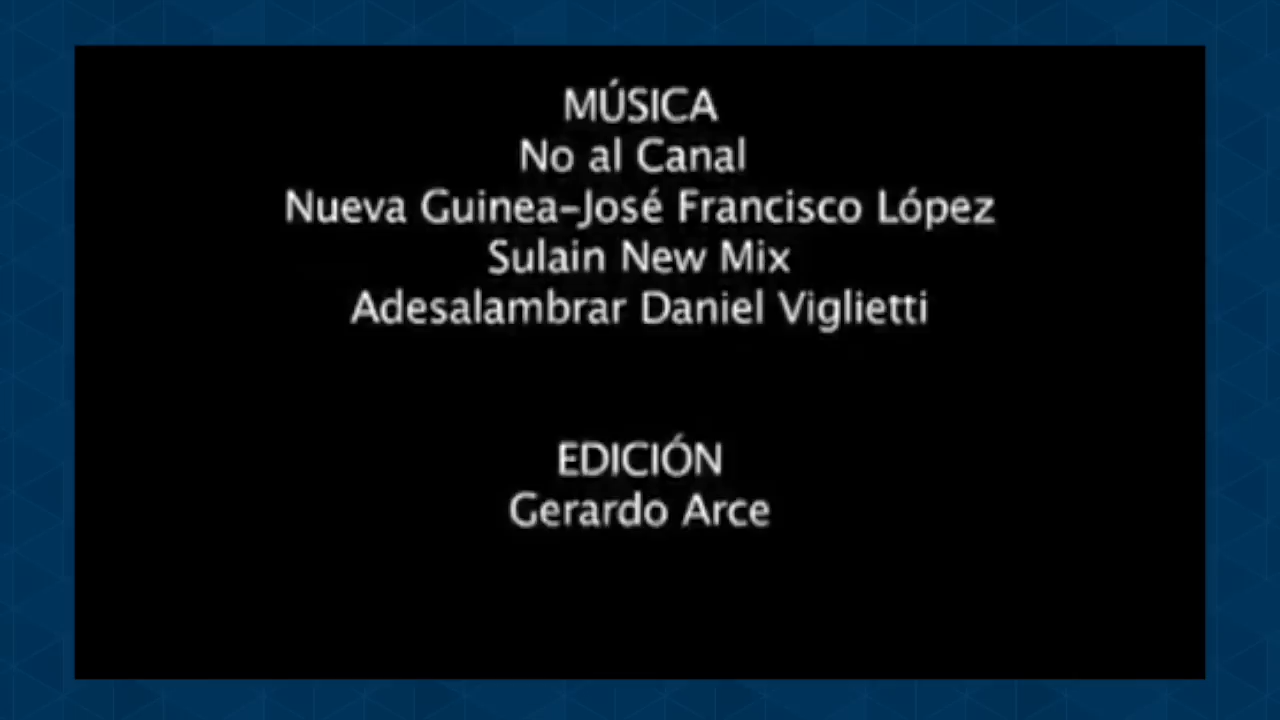 MÚSICA
No al Canal
Nueva Guinea-José Francisco López
Sulain New Mix
Adesalambrar Daniel Viglietti
EDICIÓN
Gerardo Arce